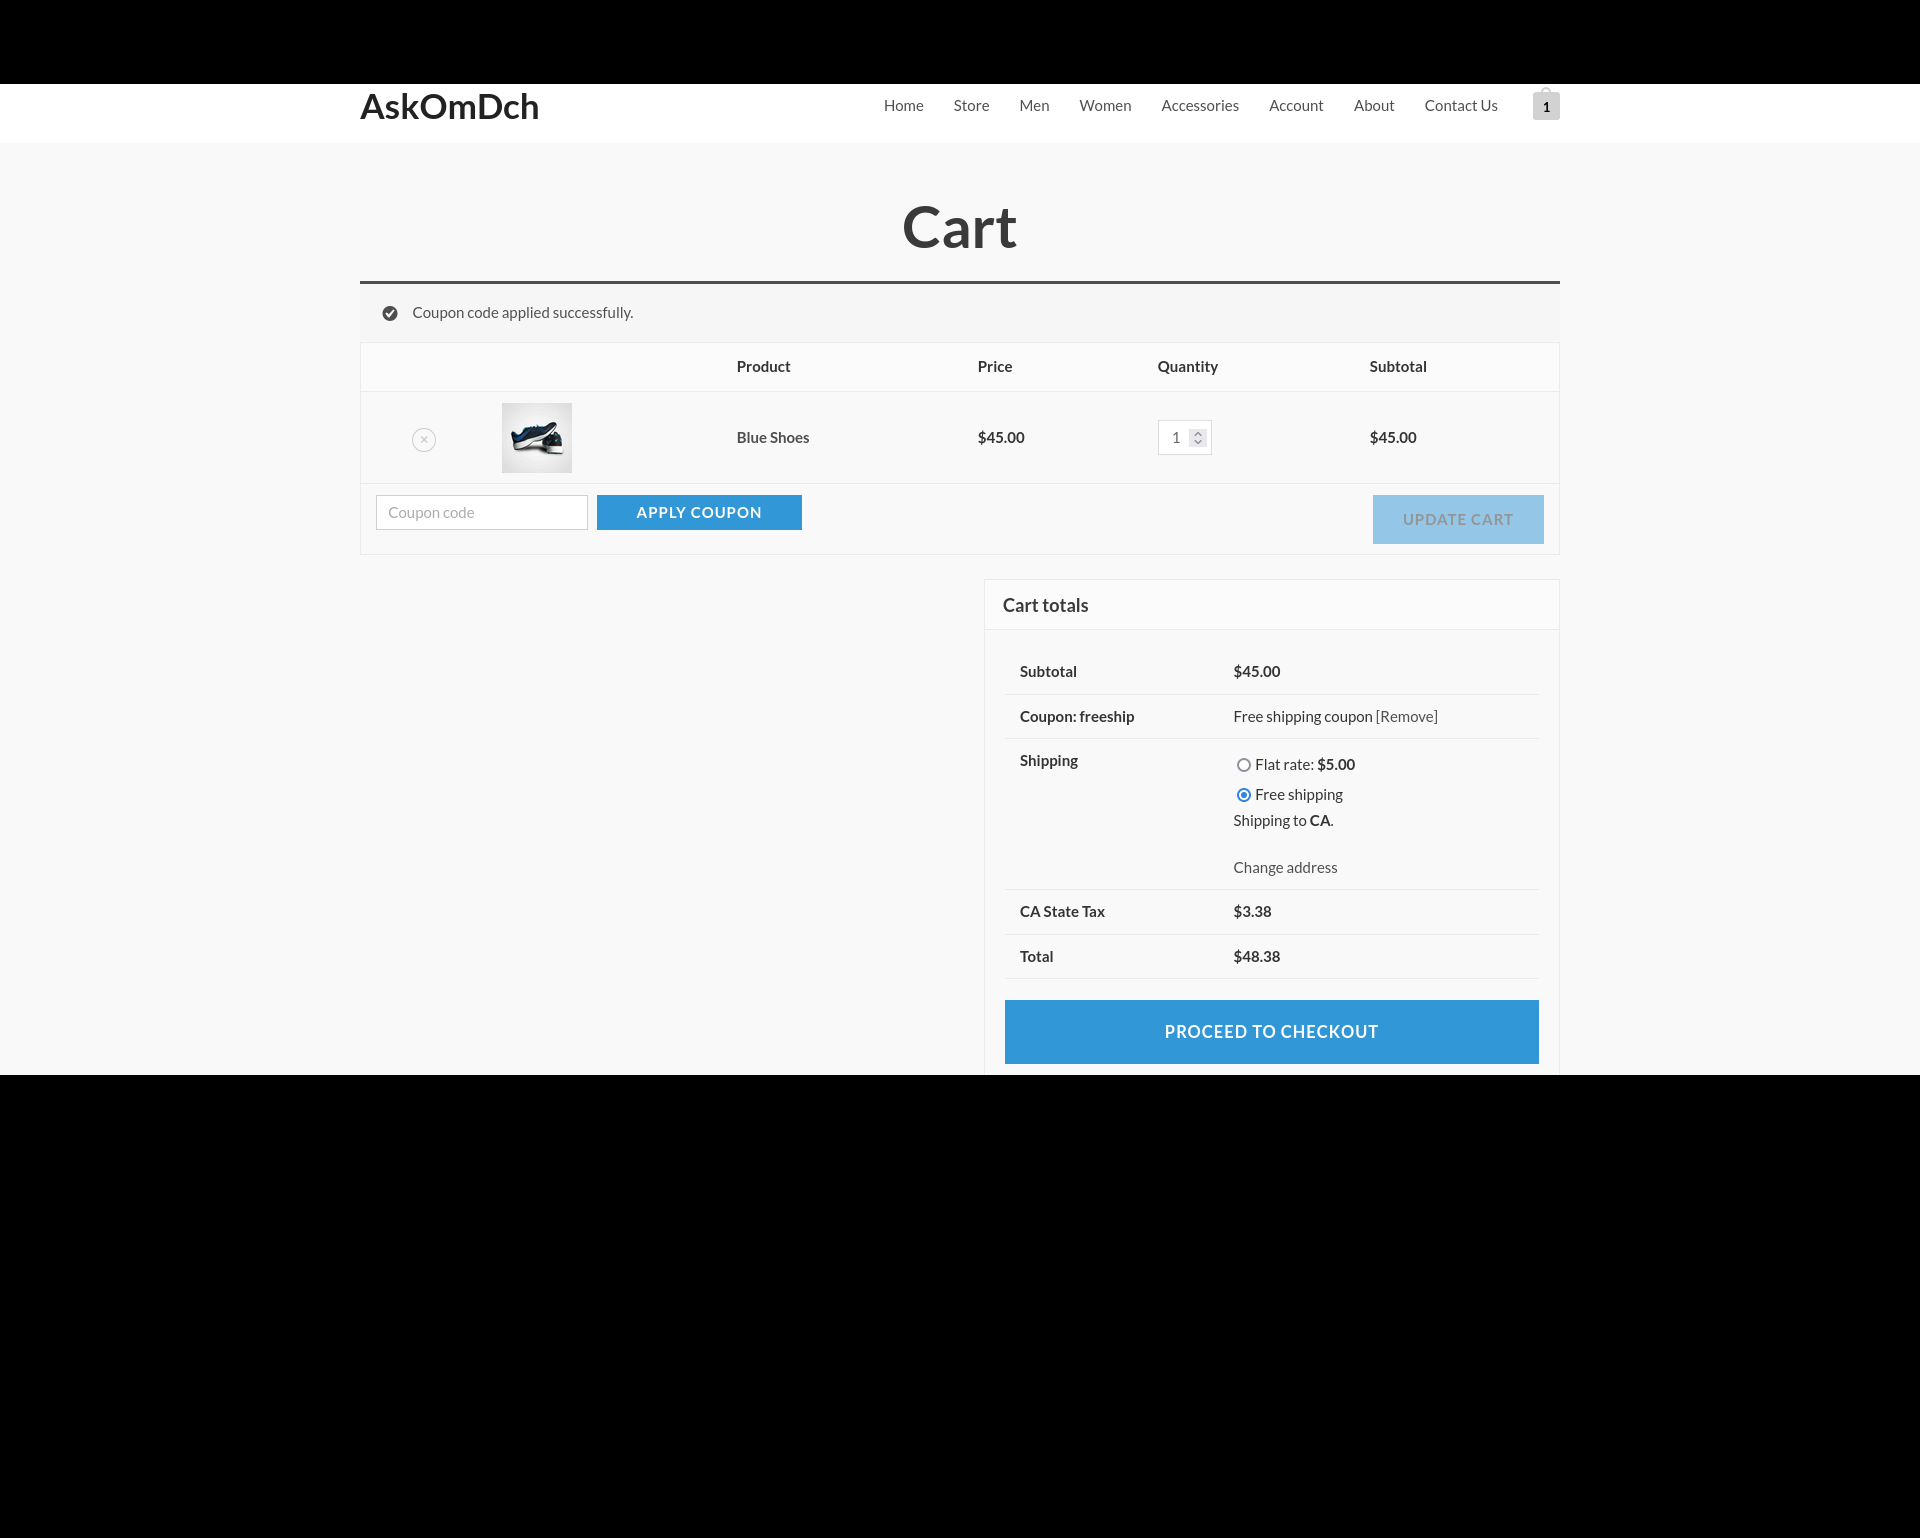 AskOmDch
Home Store Men Women Accessories Account About Contact Us 1
Cart
Coupon code applied successfully.
Product Price Quantity Subtotal
× Blue Shoes $45.00 1 $45.00
Coupon code APPLY COUPON UPDATE CART
Cart totals
Subtotal $45.00
Coupon: freeship Free shipping coupon [Remove]
Shipping Flat rate: $5.00
Free shipping
Shipping to CA.
Change address
CA State Tax $3.38
Total $48.38
PROCEED TO CHECKOUT